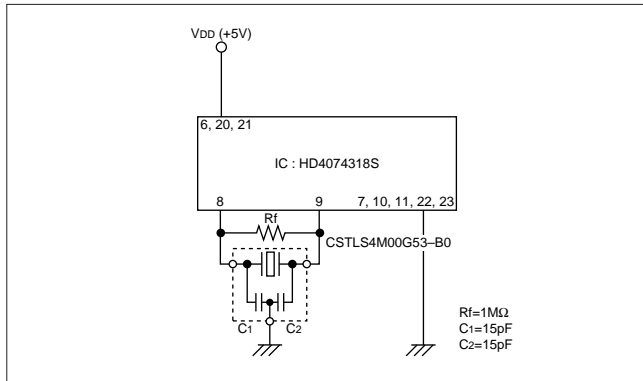 VDD (+5V)
6, 20, 21
IC : HD4074318S
8 9 7, 10, 11, 22, 23
Rf
CSTLS4M00G53–B0
C1 C2
Rf=1MΩ
C1=15pF
C2=15pF